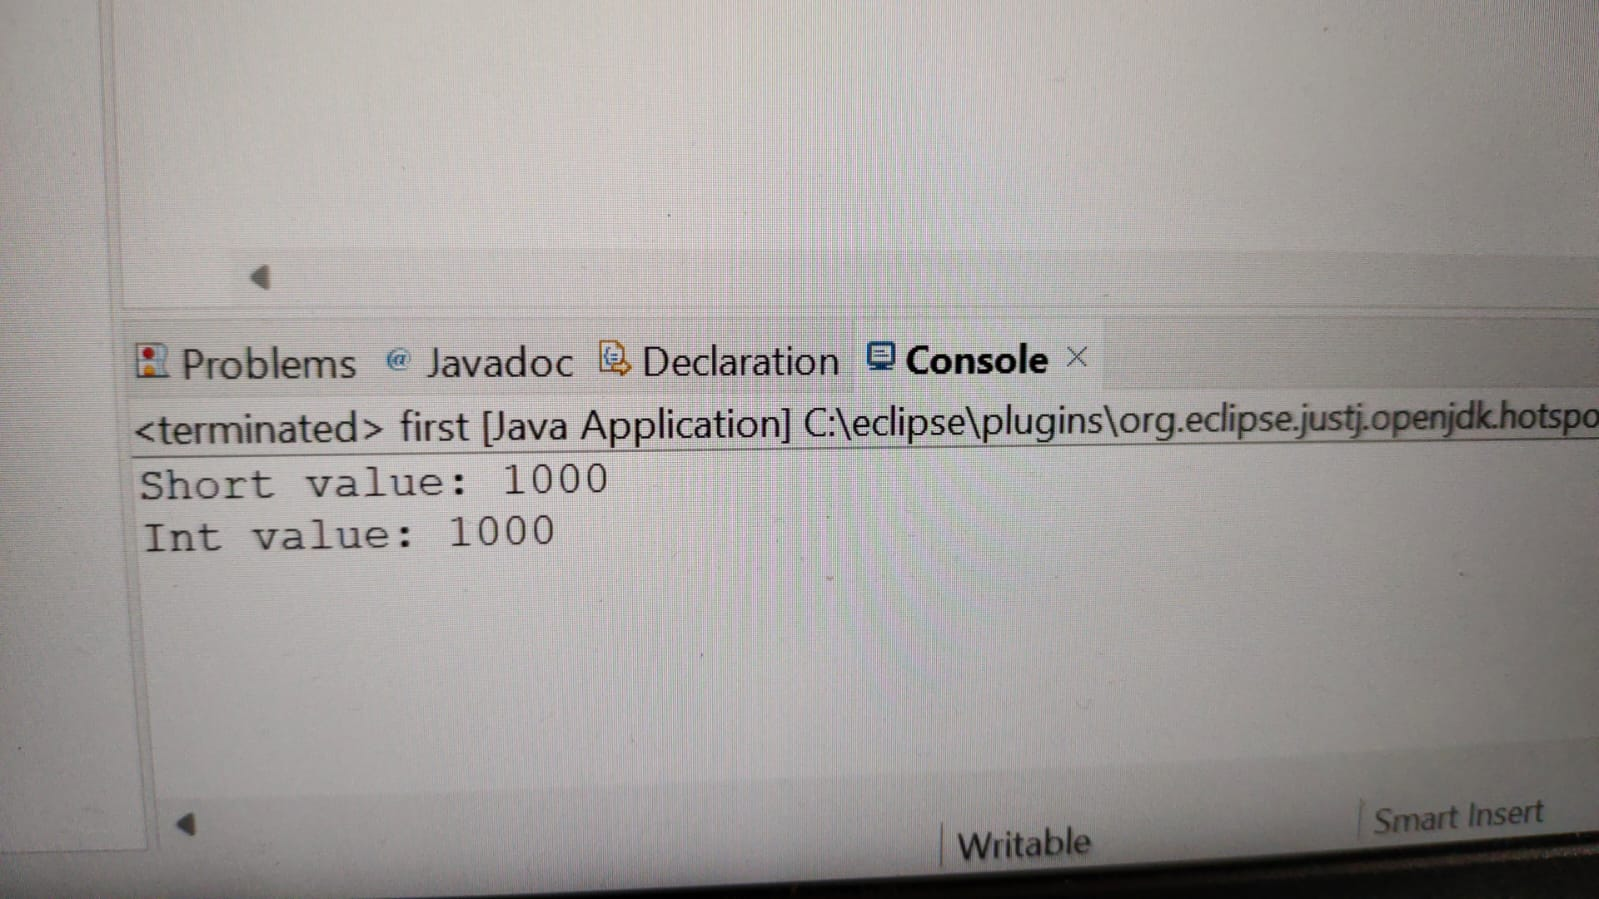 Problems @ Javadoc Declaration Console ×
<terminated> first [Java Application] C:\eclipse\plugins\org.eclipse.justj.openjdk.hotspo
Short value: 1000
Int value: 1000
Writable Smart Insert